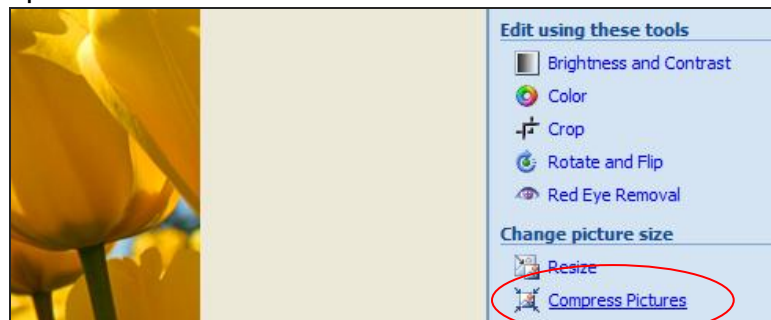 Edit using these tools
Brightness and Contrast
Color
Crop
Rotate and Flip
Red Eye Removal
Change picture size
Resize
Compress Pictures